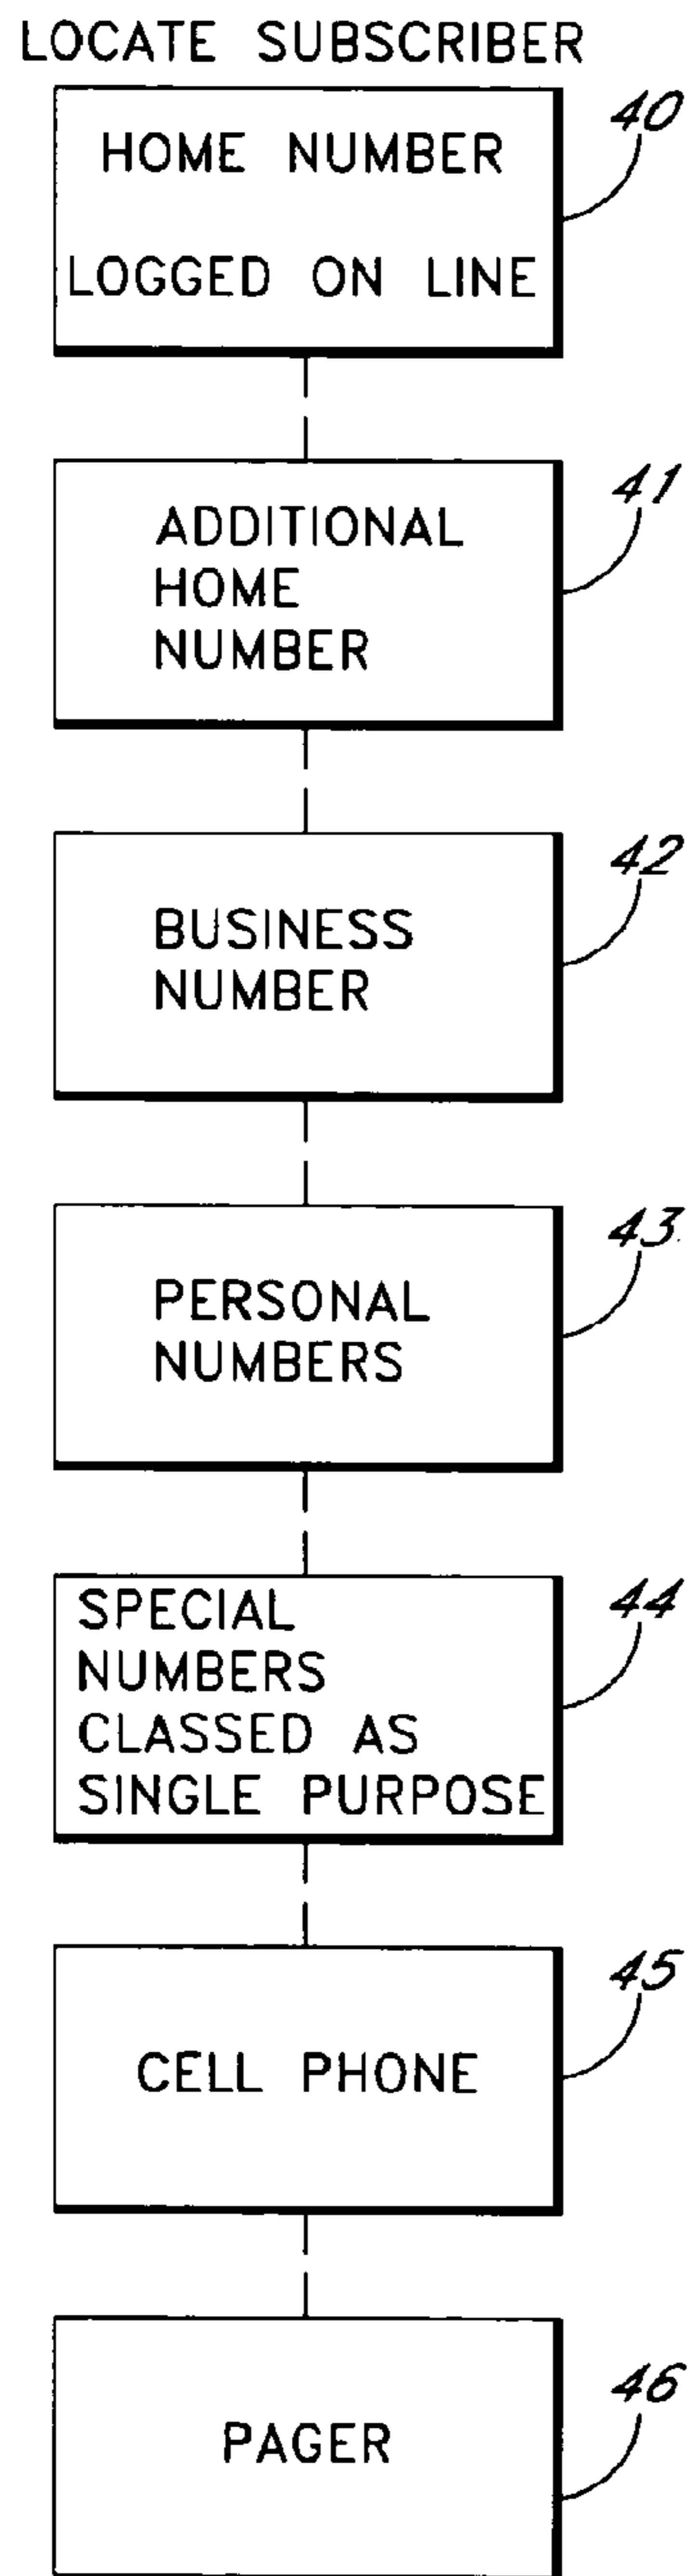 LOCATE SUBSCRIBER
40
HOME NUMBER
LOGGED ON LINE
41
ADDITIONAL
HOME
NUMBER
42
BUSINESS
NUMBER
43
PERSONAL
NUMBERS
44
SPECIAL
NUMBERS
CLASSED AS
SINGLE PURPOSE
45
CELL PHONE
46
PAGER